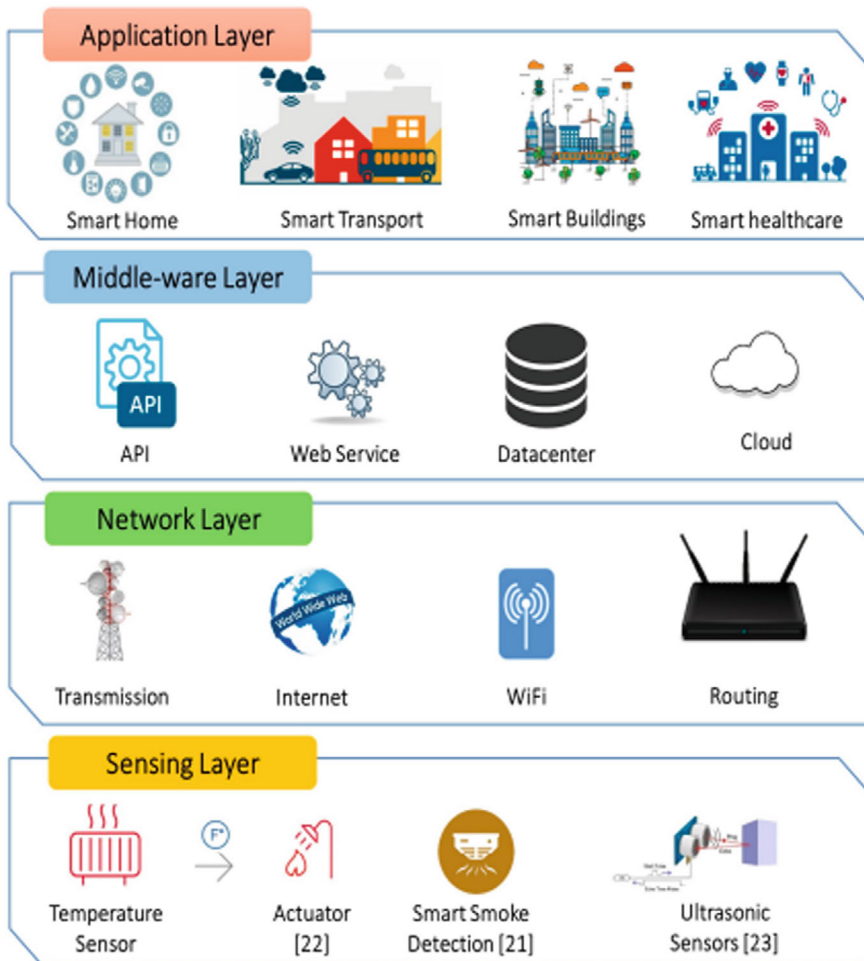 Application Layer
Smart Home
Smart Transport
Smart Buildings
Smart healthcare
Middle-ware Layer
API
API
Web Service
Datacenter
Cloud
Network Layer
World Wide Web
Transmission
Internet
WiFi
Routing
Sensing Layer
F°
Temperature
Sensor
Actuator
[22]
Smart Smoke
Detection [21]
Ultrasonic
Sensors [23]